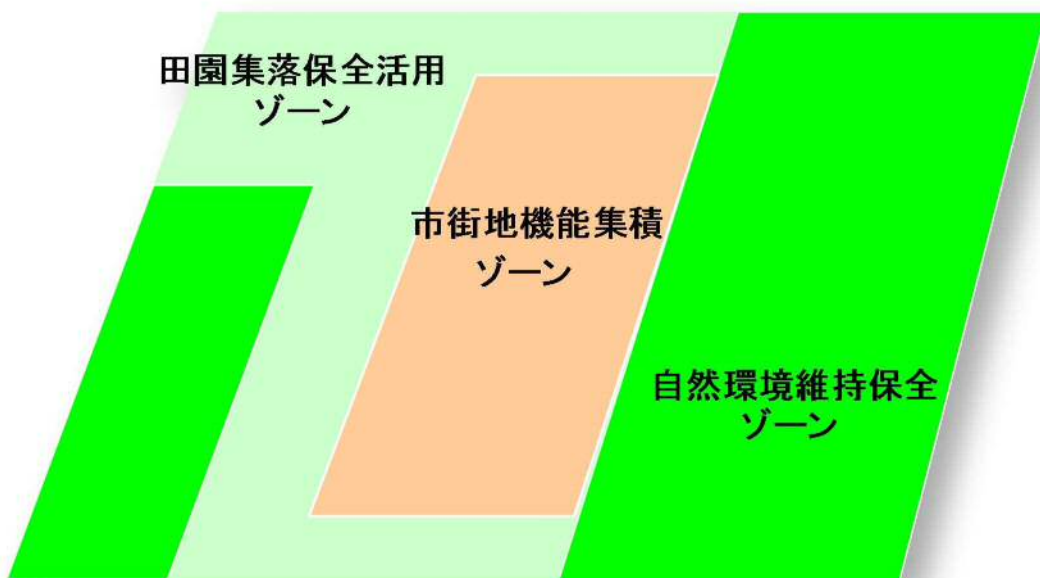 田園集落保全活用
ゾーン
市街地機能集積
ゾーン
自然環境維持保全
ゾーン